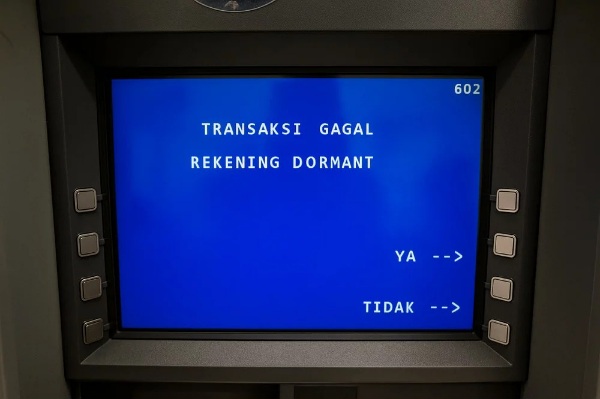 602
TRANSAKSI GAGAL
REKENING DORMANT
YA -->
TIDAK -->